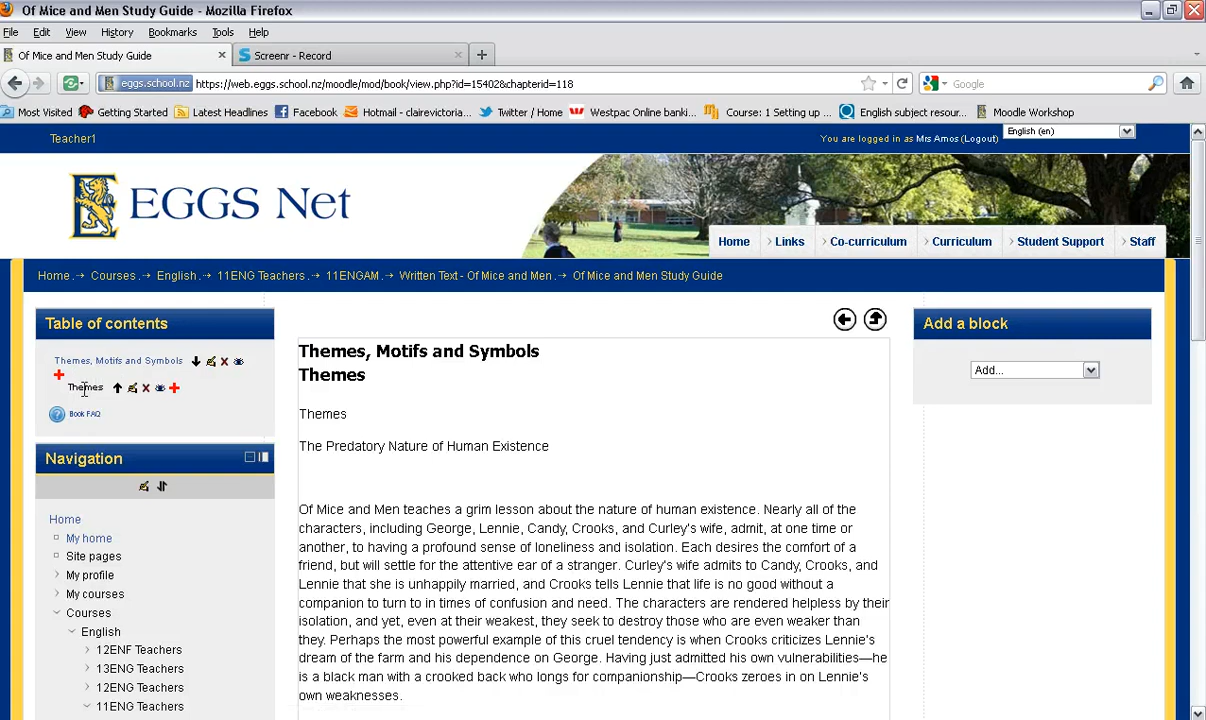 Of Mice and Men Study Guide - Mozilla Firefox
File Edit View History Bookmarks Tools Help
Of Mice and Men Study Guide Screenr - Record
eggs.school.nz https://web.eggs.school.nz/moodle/mod/book/view.php?id=15402&chapterid=118 Google
Most Visited Getting Started Latest Headlines Facebook Hotmail - clairevictoria... Twitter / Home Westpac Online banki... Course: 1 Setting up ... English subject resour... Moodle Workshop
Teacher1 You are logged in as Mrs Amos (Logout) English (en)
EGGS Net
Home Links Co-curriculum Curriculum Student Support Staff
Home Courses English 11ENG Teachers 11ENGAM Written Text - Of Mice and Men Of Mice and Men Study Guide
Table of contents
Themes, Motifs and Symbols
Themes
Book FAQ
Navigation
Home
My home
Site pages
My profile
My courses
Courses
English
12ENF Teachers
13ENG Teachers
12ENG Teachers
11ENG Teachers
Themes, Motifs and Symbols
Themes
Themes
The Predatory Nature of Human Existence
Of Mice and Men teaches a grim lesson about the nature of human existence. Nearly all of the
characters, including George, Lennie, Candy, Crooks, and Curley's wife, admit, at one time or
another, to having a profound sense of loneliness and isolation. Each desires the comfort of a
friend, but will settle for the attentive ear of a stranger. Curley's wife admits to Candy, Crooks, and
Lennie that she is unhappily married, and Crooks tells Lennie that life is no good without a
companion to turn to in times of confusion and need. The characters are rendered helpless by their
isolation, and yet, even at their weakest, they seek to destroy those who are even weaker than
they. Perhaps the most powerful example of this cruel tendency is when Crooks criticizes Lennie's
dream of the farm and his dependence on George. Having just admitted his own vulnerabilities—he
is a black man with a crooked back who longs for companionship—Crooks zeroes in on Lennie's
own weaknesses.
Add a block
Add...